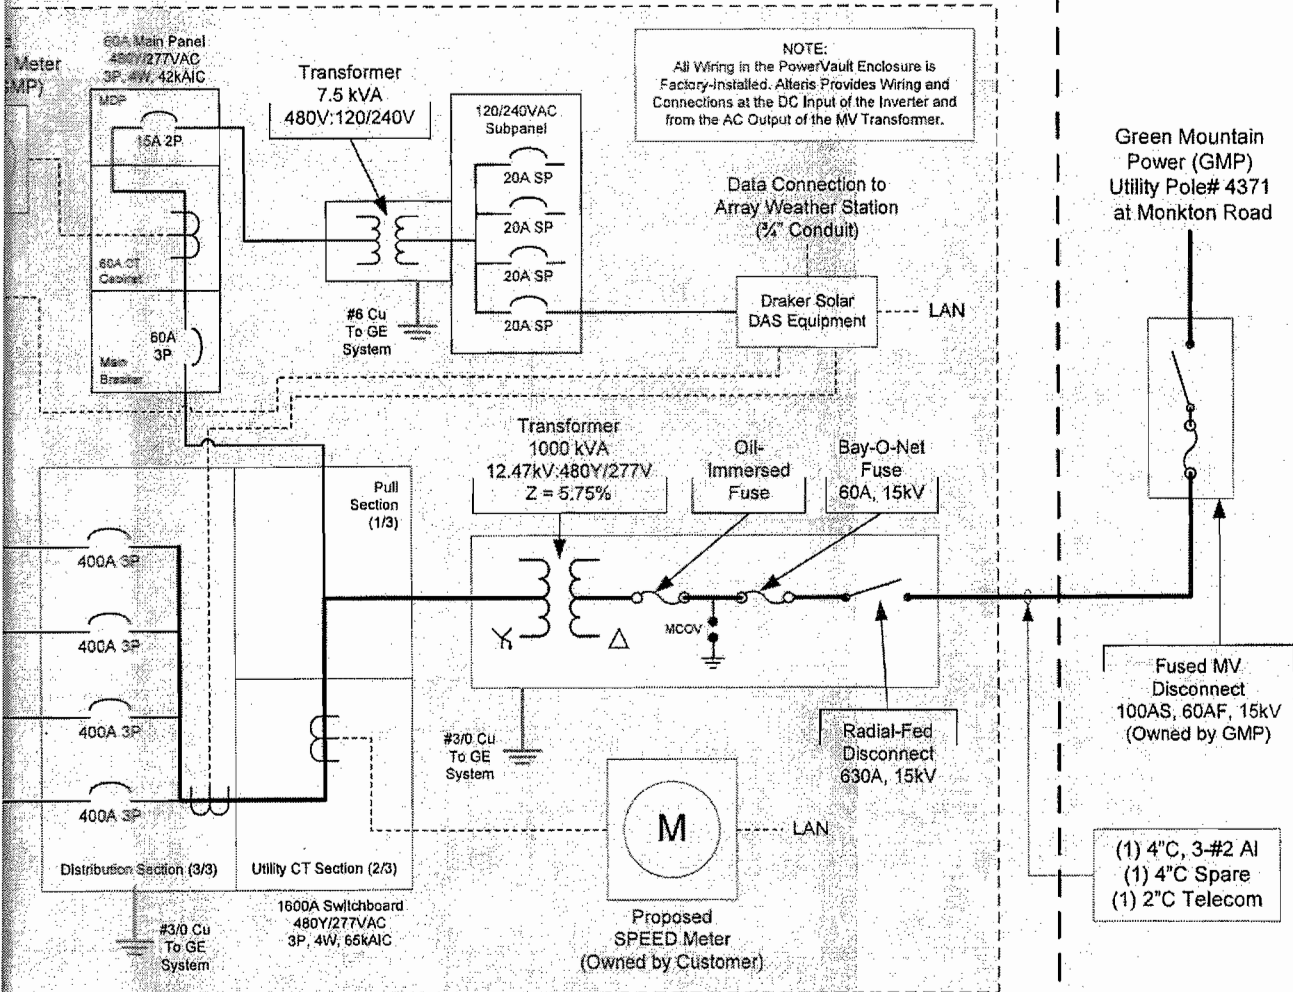 Meter
60A Main Panel
480Y/277VAC
3P, 4W, 42kAIC
MDP
15A 2P
60A CT
Cabinet
60A
3P
Main
Breaker
Transformer
7.5 kVA
480V:120/240V
#6 Cu
To GE
System
120/240VAC
Subpanel
20A SP
20A SP
20A SP
20A SP
NOTE:
All Wiring in the PowerVault Enclosure is
Factory-Installed. Alteris Provides Wiring and
Connections at the DC Input of the Inverter and
from the AC Output of the MV Transformer.
Data Connection to
Array Weather Station
(¾" Conduit)
Draker Solar
DAS Equipment
LAN
Green Mountain
Power (GMP)
Utility Pole# 4371
at Monkton Road
Pull
Section
(1/3)
400A 3P
400A 3P
400A 3P
400A 3P
Distribution Section (3/3)
Utility CT Section (2/3)
#3/0 Cu
To GE
System
1600A Switchboard
480Y/277VAC
3P, 4W, 65kAIC
Transformer
1000 kVA
12.47kV:480Y/277V
Z = 5.75%
Oil-
Immersed
Fuse
Bay-O-Net
Fuse
60A, 15kV
MCOV
#3/0 Cu
To GE
System
Radial-Fed
Disconnect
630A, 15kV
M
LAN
Proposed
SPEED Meter
(Owned by Customer)
Fused MV
Disconnect
100AS, 60AF, 15kV
(Owned by GMP)
(1) 4"C, 3-#2 Al
(1) 4"C Spare
(1) 2"C Telecom